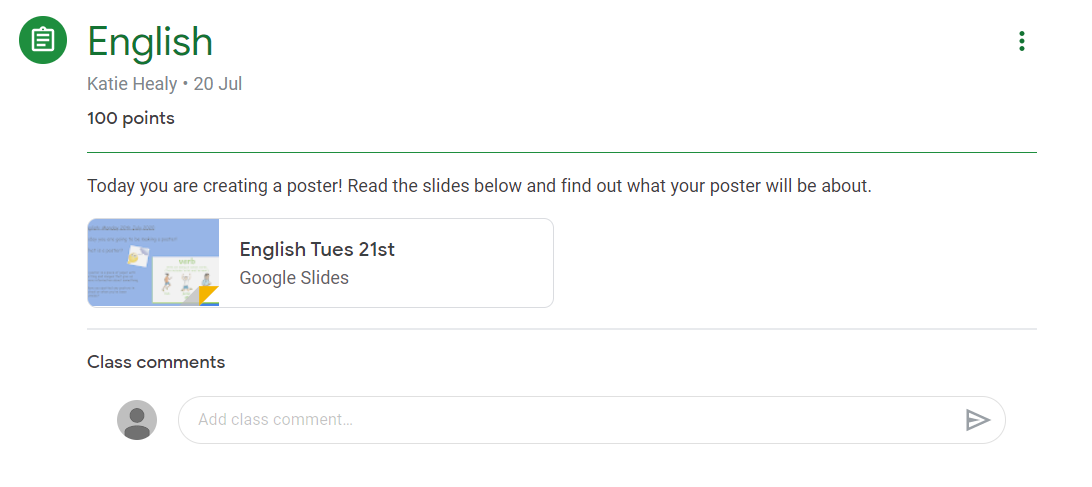 English
Katie Healy • 20 Jul
100 points
Today you are creating a poster! Read the slides below and find out what your poster will be about.
English Tues 21st
Google Slides
verb
Class comments
Add class comment...